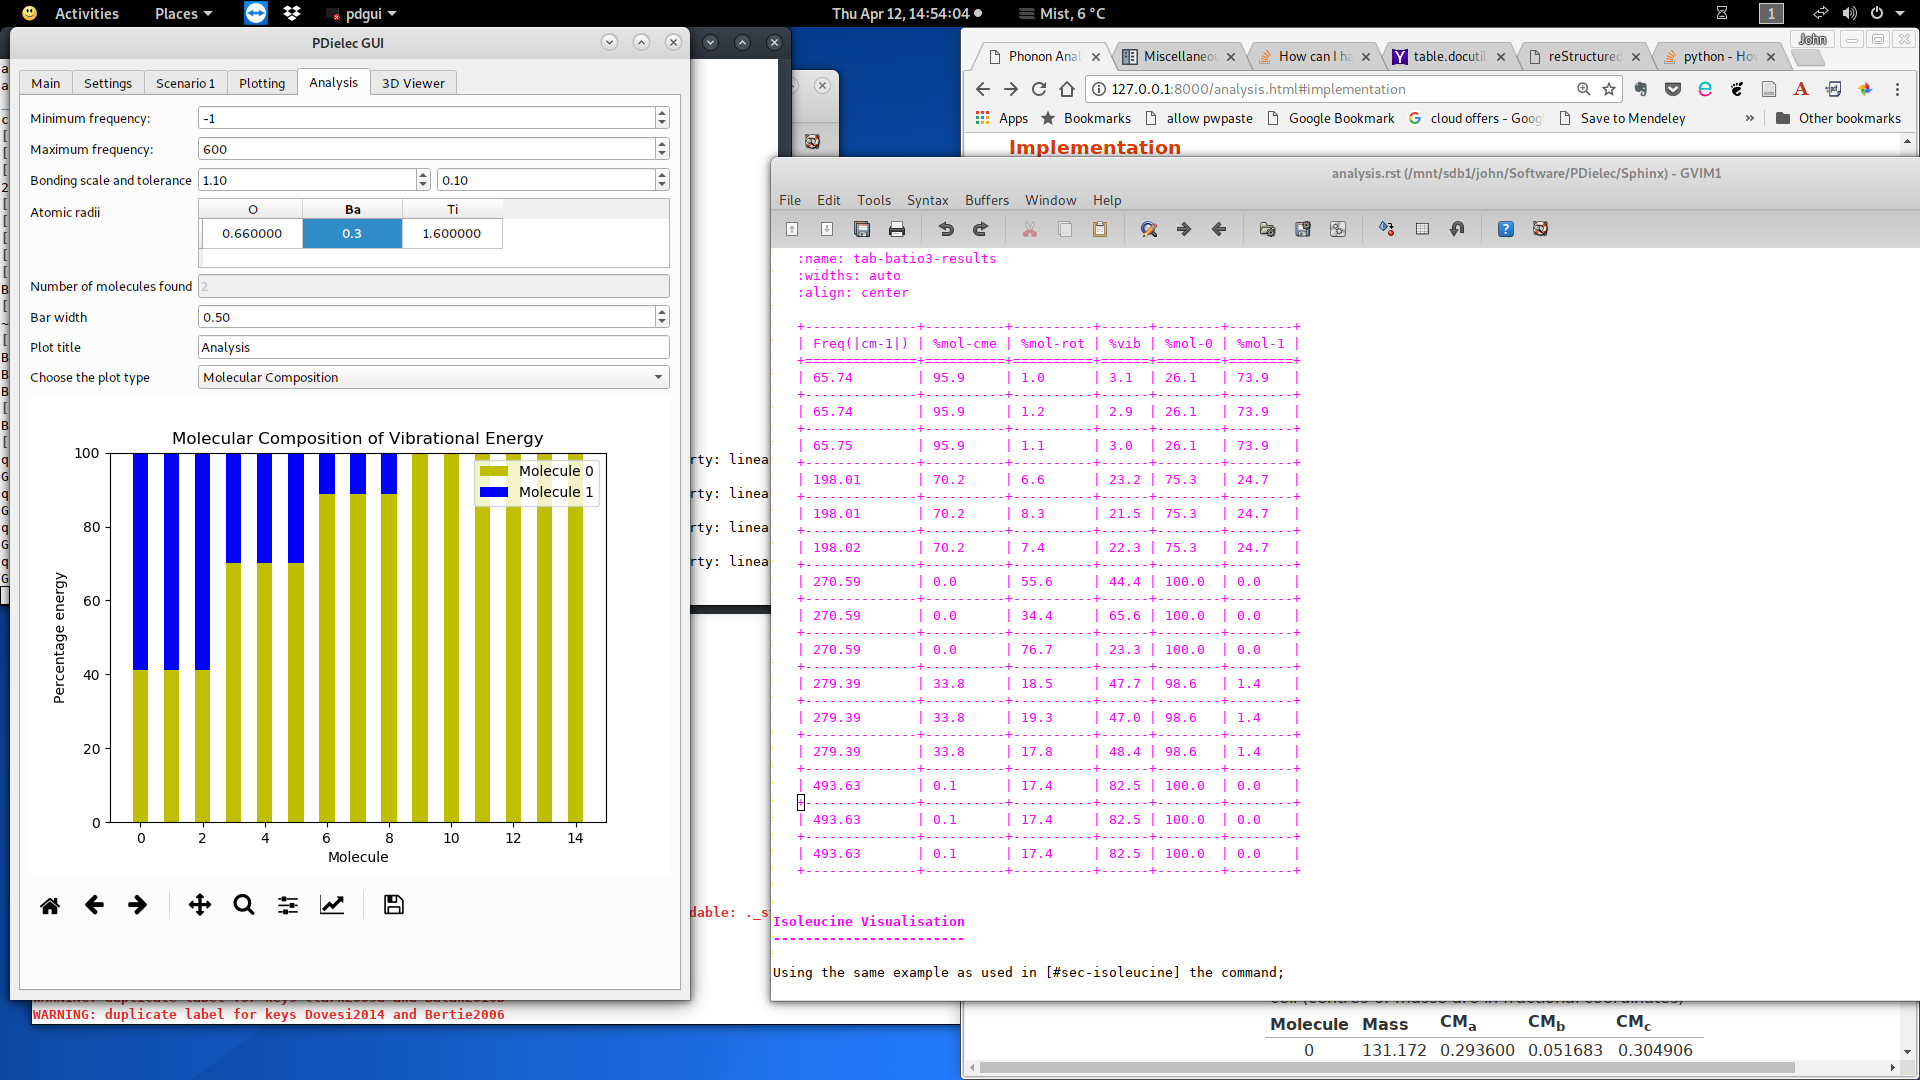 Activities Places pdgui Thu Apr 12, 14:54:04 Mist, 6 °C 1
PDielec GUI
Main Settings Scenario 1 Plotting Analysis 3D Viewer
Minimum frequency: -1
Maximum frequency: 600
Bonding scale and tolerance 1.10 0.10
Atomic radii O Ba Ti
0.660000 0.3 1.600000
Number of molecules found 2
Bar width 0.50
Plot title Analysis
Choose the plot type Molecular Composition
Molecular Composition of Vibrational Energy
100
80
60
40
20
0
Percentage energy
Molecule 0
Molecule 1
0 2 4 6 8 10 12 14
Molecule
rty: linea
rty: linea
rty: linea
rty: linea
dable: ._s
WARNING: duplicate label for keys Dovesi2014 and Bertie2006
John
Phonon Anal Miscellaneou How can I ha table.docutil reStructured python - Ho
127.0.0.1:8000/analysis.html#implementation
Apps Bookmarks allow pwpaste Google Bookmark cloud offers - Goog Save to Mendeley » Other bookmarks
Implementation
analysis.rst (/mnt/sdb1/john/Software/PDielec/Sphinx) - GVIM1
File Edit Tools Syntax Buffers Window Help
:name: tab-batio3-results
:widths: auto
:align: center
+--------------+----------+----------+------+--------+--------+
| Freq(|cm-1|) | %mol-cme | %mol-rot | %vib | %mol-0 | %mol-1 |
+==============+==========+==========+======+========+========+
| 65.74 | 95.9 | 1.0 | 3.1 | 26.1 | 73.9 |
+--------------+----------+----------+------+--------+--------+
| 65.74 | 95.9 | 1.2 | 2.9 | 26.1 | 73.9 |
+--------------+----------+----------+------+--------+--------+
| 65.75 | 95.9 | 1.1 | 3.0 | 26.1 | 73.9 |
+--------------+----------+----------+------+--------+--------+
| 198.01 | 70.2 | 6.6 | 23.2 | 75.3 | 24.7 |
+--------------+----------+----------+------+--------+--------+
| 198.01 | 70.2 | 8.3 | 21.5 | 75.3 | 24.7 |
+--------------+----------+----------+------+--------+--------+
| 198.02 | 70.2 | 7.4 | 22.3 | 75.3 | 24.7 |
+--------------+----------+----------+------+--------+--------+
| 270.59 | 0.0 | 55.6 | 44.4 | 100.0 | 0.0 |
+--------------+----------+----------+------+--------+--------+
| 270.59 | 0.0 | 34.4 | 65.6 | 100.0 | 0.0 |
+--------------+----------+----------+------+--------+--------+
| 270.59 | 0.0 | 76.7 | 23.3 | 100.0 | 0.0 |
+--------------+----------+----------+------+--------+--------+
| 279.39 | 33.8 | 18.5 | 47.7 | 98.6 | 1.4 |
+--------------+----------+----------+------+--------+--------+
| 279.39 | 33.8 | 19.3 | 47.0 | 98.6 | 1.4 |
+--------------+----------+----------+------+--------+--------+
| 279.39 | 33.8 | 17.8 | 48.4 | 98.6 | 1.4 |
+--------------+----------+----------+------+--------+--------+
| 493.63 | 0.1 | 17.4 | 82.5 | 100.0 | 0.0 |
+--------------+----------+----------+------+--------+--------+
| 493.63 | 0.1 | 17.4 | 82.5 | 100.0 | 0.0 |
+--------------+----------+----------+------+--------+--------+
| 493.63 | 0.1 | 17.4 | 82.5 | 100.0 | 0.0 |
+--------------+----------+----------+------+--------+--------+
Isoleucine Visualisation
------------------------
Using the same example as used in [#sec-isoleucine] the command;
Molecule Mass CMa CMb CMc
0 131.172 0.293600 0.051683 0.304906